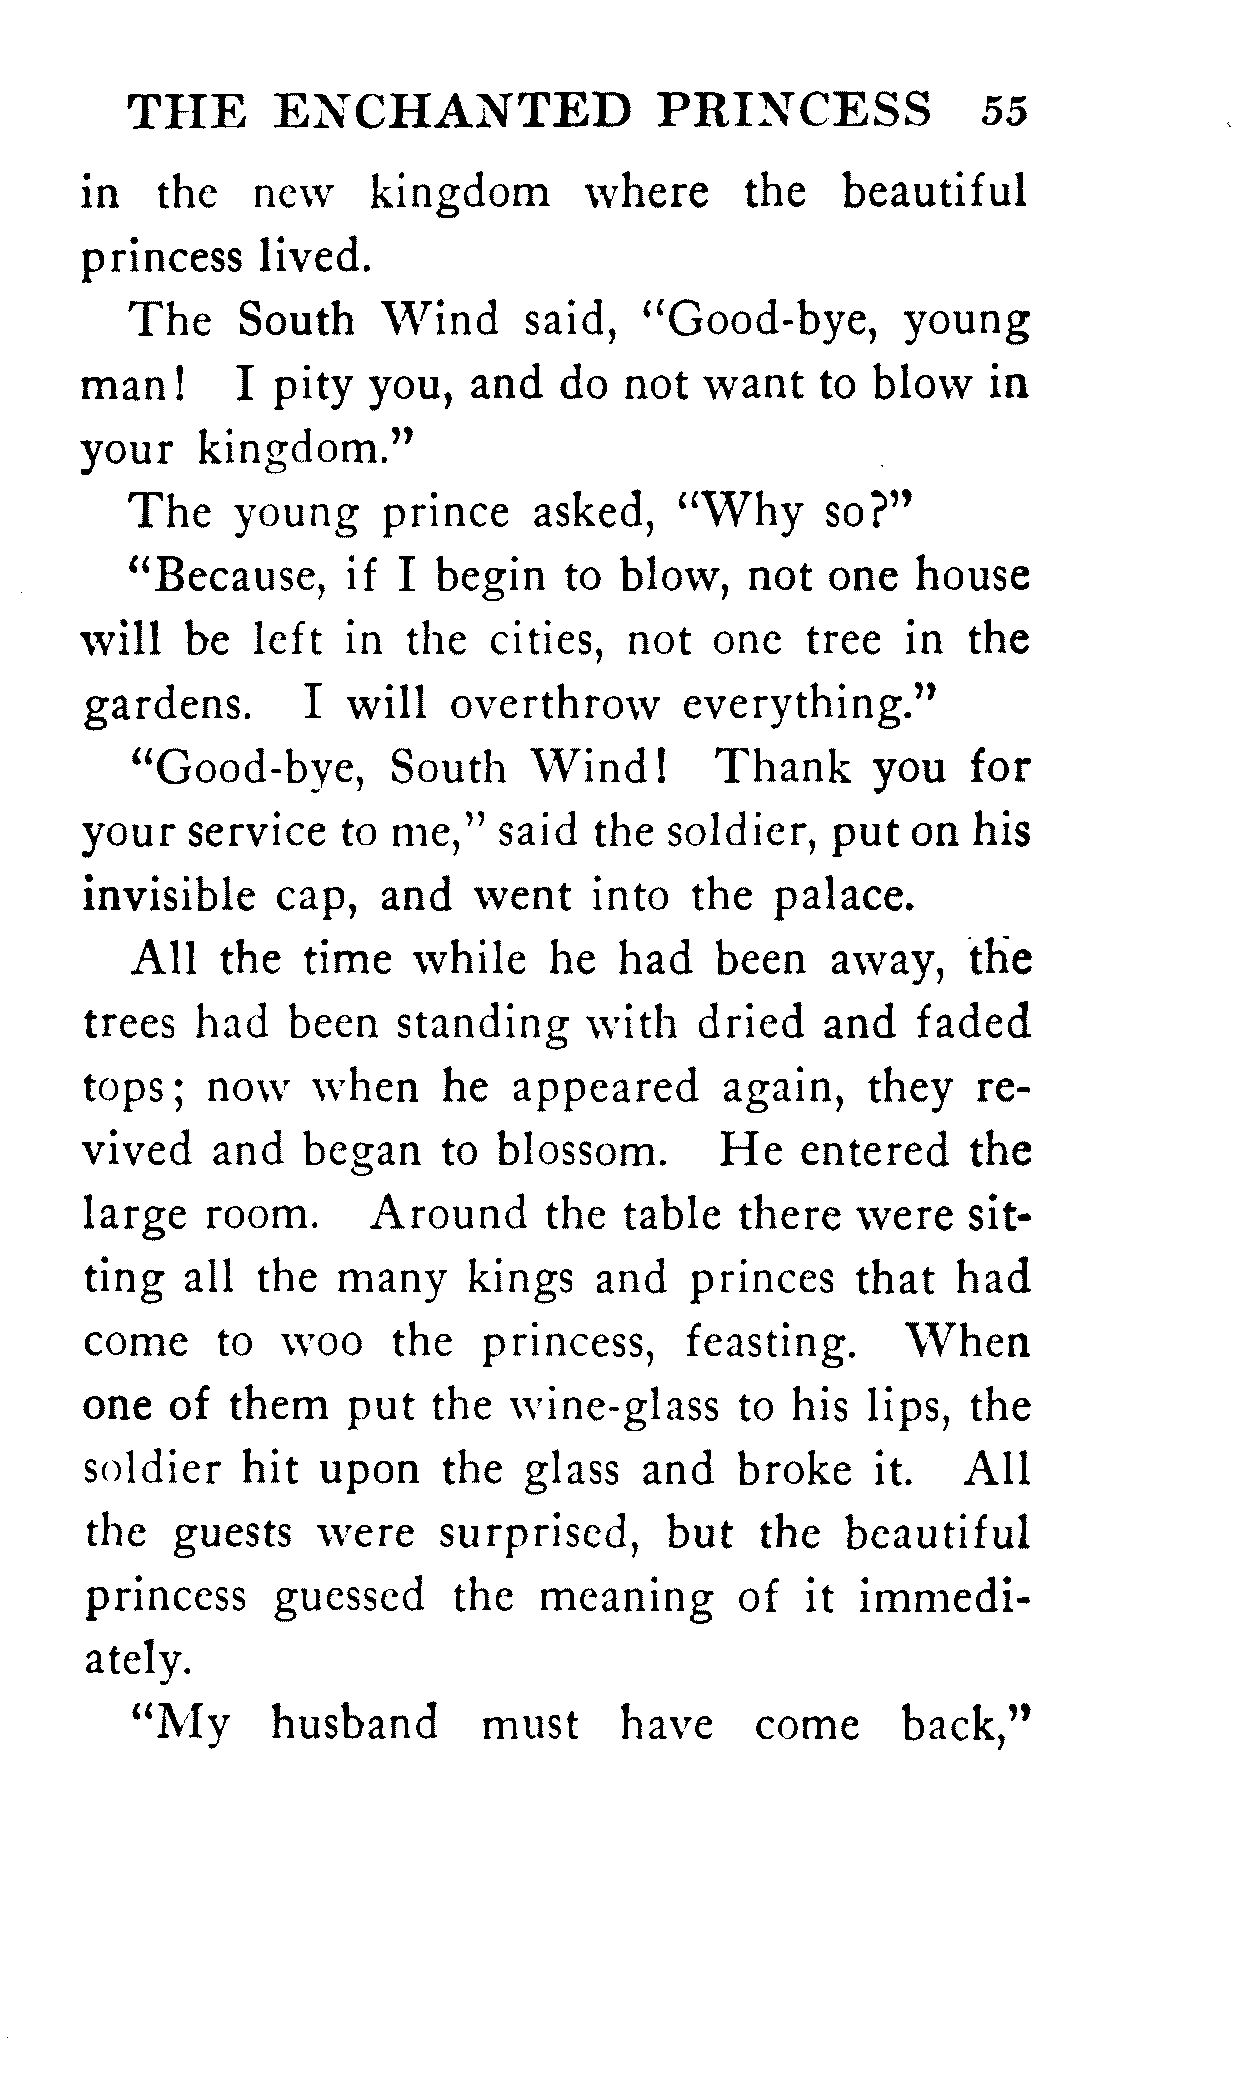 THE ENCHANTED PRINCESS 55
in the new kingdom where the beautiful
princess lived.
The South Wind said, “Good-bye, young
man! I pity you, and do not want to blow in
your kingdom.”
The young prince asked, “Why so?”
“Because, if I begin to blow, not one house
will be left in the cities, not one tree in the
gardens. I will overthrow everything.”
“Good-bye, South Wind! Thank you for
your service to me,” said the soldier, put on his
invisible cap, and went into the palace.
All the time while he had been away, the
trees had been standing with dried and faded
tops; now when he appeared again, they re-
vived and began to blossom. He entered the
large room. Around the table there were sit-
ting all the many kings and princes that had
come to woo the princess, feasting. When
one of them put the wine-glass to his lips, the
soldier hit upon the glass and broke it. All
the guests were surprised, but the beautiful
princess guessed the meaning of it immedi-
ately.
“My husband must have come back,”